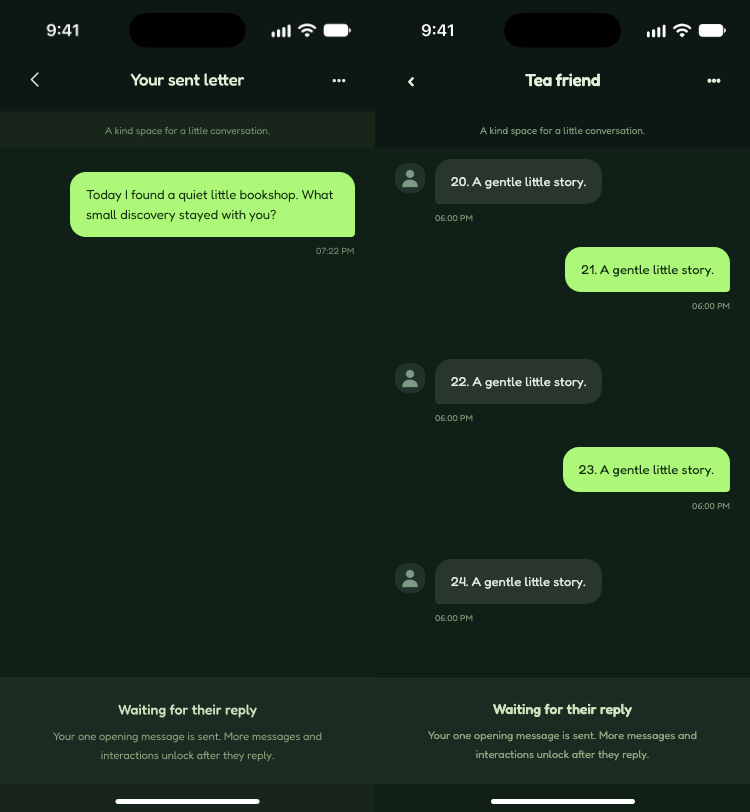 9:41
Your sent letter
A kind space for a little conversation.
Today I found a quiet little bookshop. What
small discovery stayed with you?
07:22 PM
Waiting for their reply
Your one opening message is sent. More messages and
interactions unlock after they reply.
9:41
Tea friend
A kind space for a little conversation.
20. A gentle little story.
06:00 PM
21. A gentle little story.
06:00 PM
22. A gentle little story.
06:00 PM
23. A gentle little story.
06:00 PM
24. A gentle little story.
06:00 PM
Waiting for their reply
Your one opening message is sent. More messages and
interactions unlock after they reply.